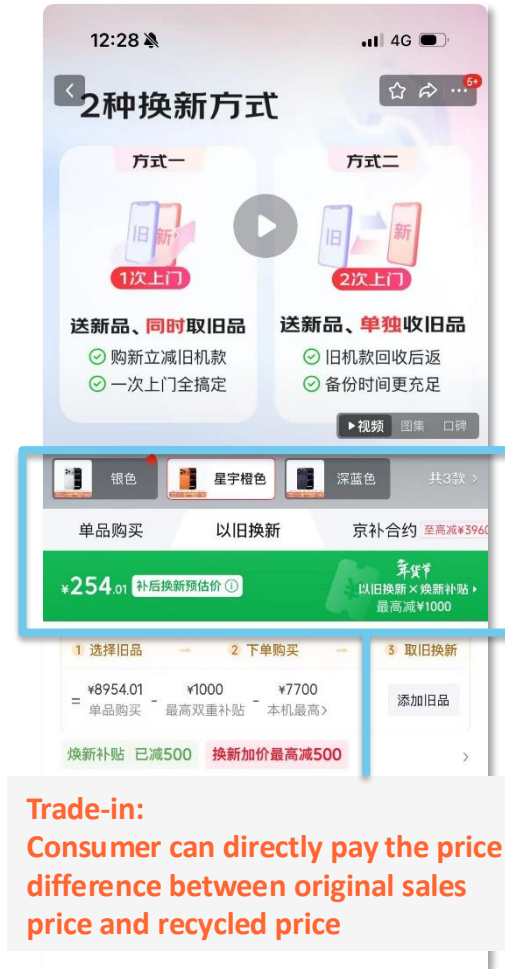 12:28
4G
5+
2种换新方式
方式一
方式二
旧 新
旧 新
1次上门
2次上门
送新品、同时取旧品
送新品、单独收旧品
购新立减旧机款
旧机款回收后返
一次上门全搞定
备份时间更充足
视频 图集 口碑
银色 星宇橙色 深蓝色 共3款 >
单品购买 以旧换新 京补合约 至高减¥3960
¥254.01 补后换新预估价
年货节
以旧换新×焕新补贴
最高减¥1000
1 选择旧品 2 下单购买 3 取旧换新
= ¥8954.01 - ¥1000 - ¥7700
单品购买 最高双重补贴 本机最高>
添加旧品
焕新补贴 已减500 换新加价最高减500 >
Trade-in:
Consumer can directly pay the price
difference between original sales
price and recycled price